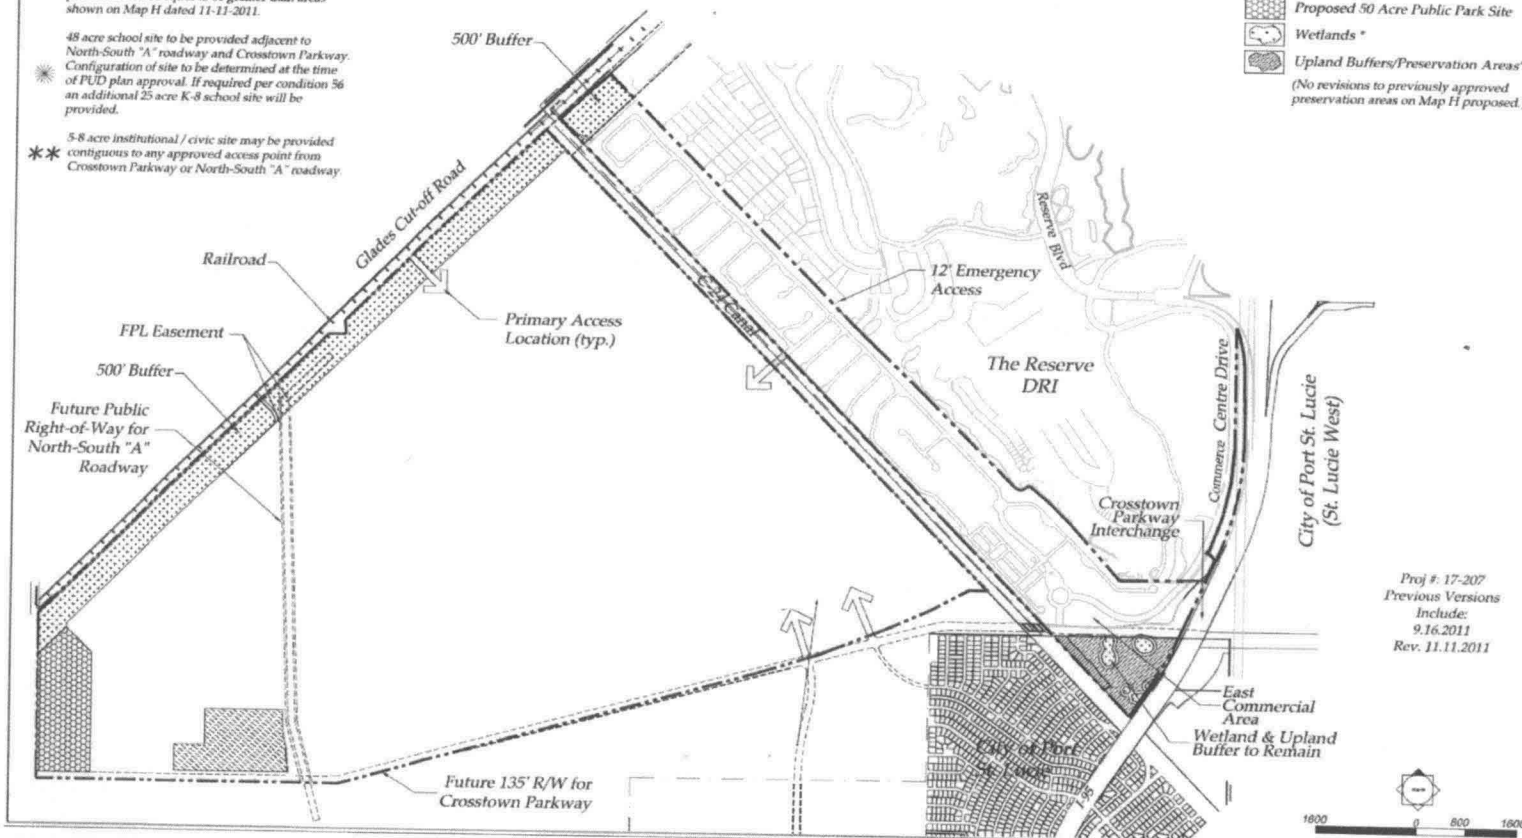 shown on Map H dated 11-11-2011.
48 acre school site to be provided adjacent to
North-South "A" roadway and Crosstown Parkway.
Configuration of site to be determined at the time
of PUD plan approval. If required per condition 56
an additional 25 acre K-8 school site will be
provided.
** 5-8 acre institutional / civic site may be provided
contiguous to any approved access point from
Crosstown Parkway or North-South "A" roadway.
Proposed 50 Acre Public Park Site
Wetlands *
Upland Buffers/Preservation Areas*
(No revisions to previously approved
preservation areas on Map H proposed.
500' Buffer
Glades Cut-off Road
Railroad
FPL Easement
500' Buffer
Future Public
Right-of-Way for
North-South "A"
Roadway
Primary Access
Location (typ.)
C-24 Canal
12' Emergency
Access
Reserve Blvd
The Reserve
DRI
Commerce Centre Drive
City of Port St. Lucie
(St. Lucie West)
Crosstown
Parkway
Interchange
Proj #: 17-207
Previous Versions
Include:
9.16.2011
Rev. 11.11.2011
East
Commercial
Area
Wetland & Upland
Buffer to Remain
City of Port
St. Lucie
I-95
Future 135' R/W for
Crosstown Parkway
1600 0 800 1600